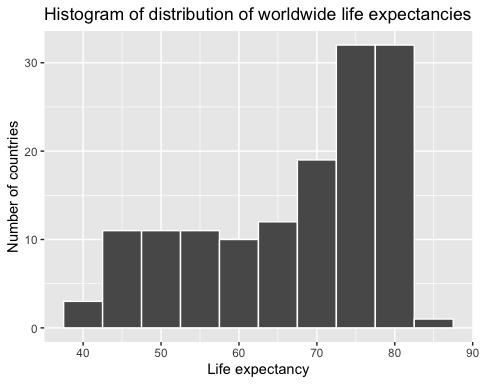 Histogram of distribution of worldwide life expectancies
Number of countries
30
20
10
0
40 50 60 70 80 90
Life expectancy